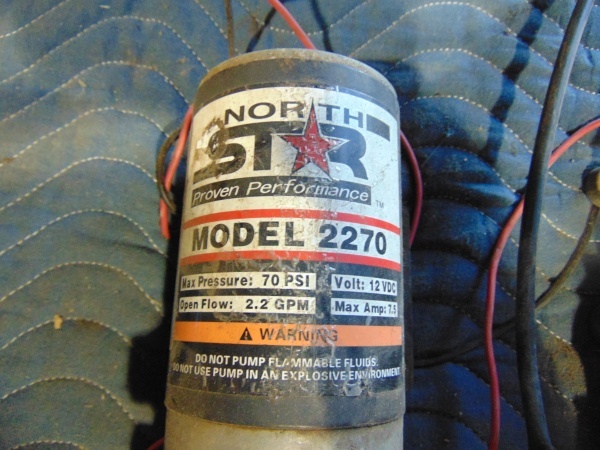 NORTH
STAR
Proven Performance ™
MODEL 2270
Max Pressure: 70 PSI Volt: 12 VDC
Open Flow: 2.2 GPM Max Amp: 7.5
WARNING
DO NOT PUMP FLAMMABLE FLUIDS.
DO NOT USE PUMP IN AN EXPLOSIVE ENVIRONMENT